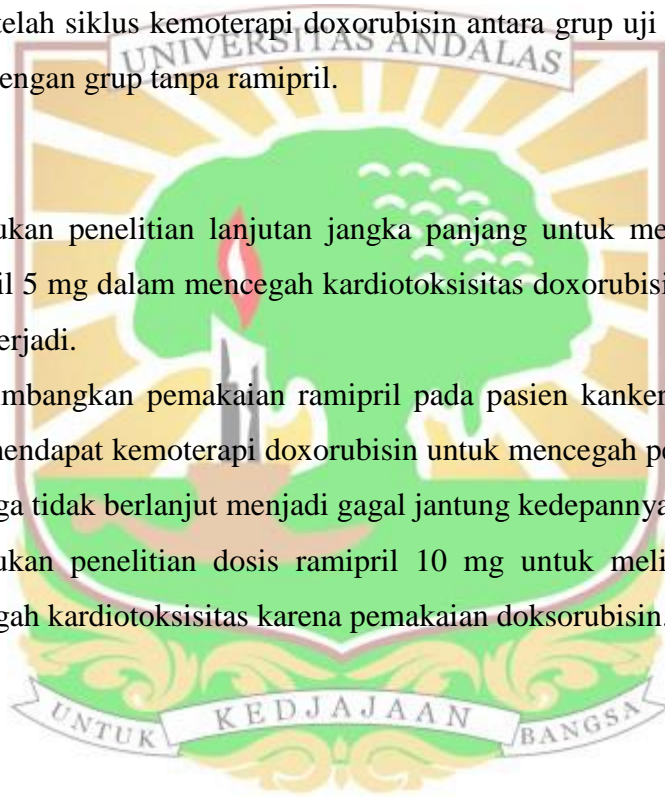 telah siklus kemoterapi doxorubisin antara grup uji
UNIVERSITAS ANDALAS
engan grup tanpa ramipril.
ukan penelitian lanjutan jangka panjang untuk me
il 5 mg dalam mencegah kardiotoksisitas doxorubisi
erjadi.
mbangkan pemakaian ramipril pada pasien kanker
mendapat kemoterapi doxorubisin untuk mencegah pe
ga tidak berlanjut menjadi gagal jantung kedepannya
ukan penelitian dosis ramipril 10 mg untuk meli
gah kardiotoksisitas karena pemakaian doksorubisin.
UNTUK KEDJAJAAN BANGSA